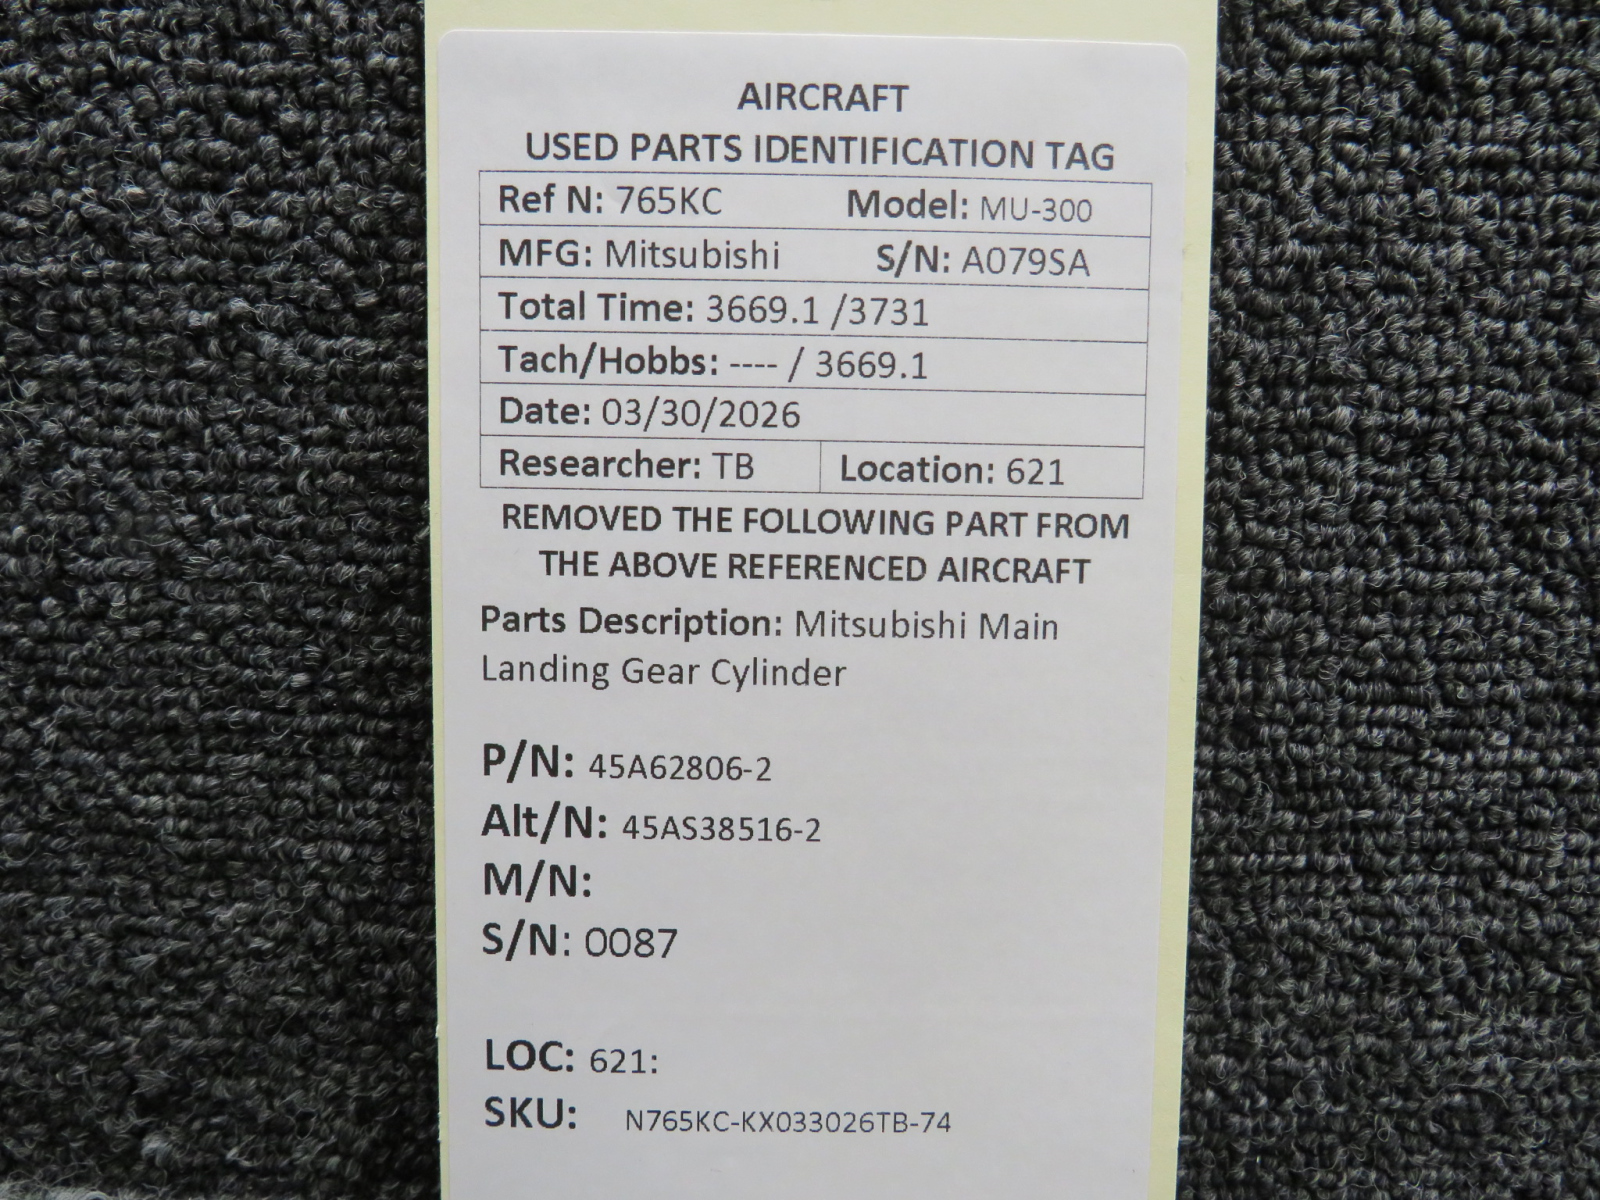 AIRCRAFT
USED PARTS IDENTIFICATION TAG
Ref N: 765KC Model: MU-300
MFG: Mitsubishi S/N: A079SA
Total Time: 3669.1 /3731
Tach/Hobbs: ---- / 3669.1
Date: 03/30/2026
Researcher: TB Location: 621
REMOVED THE FOLLOWING PART FROM
THE ABOVE REFERENCED AIRCRAFT
Parts Description: Mitsubishi Main
Landing Gear Cylinder
P/N: 45A62806-2
Alt/N: 45AS38516-2
M/N:
S/N: 0087
LOC: 621:
SKU: N765KC-KX033026TB-74